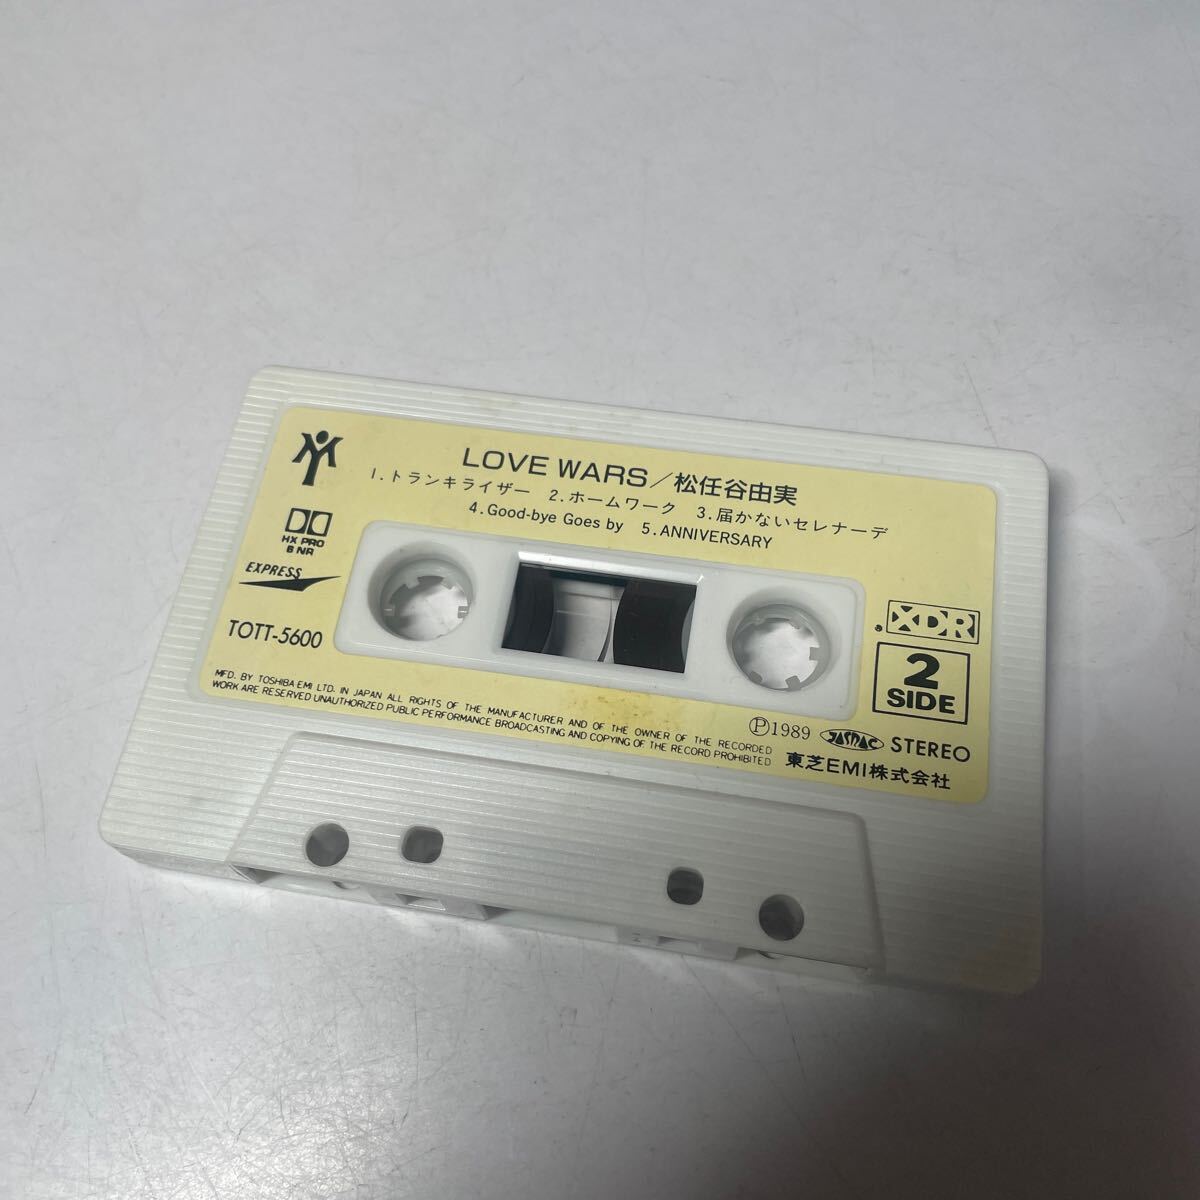 LOVE WARS/松任谷由実
1.トランキライザー 2.ホームワーク 3.届かないセレナーデ
4.Good-bye Goes by 5.ANNIVERSARY
HX PRO
B NR
EXPRESS
TOTT-5600
XDR
2
SIDE
MFD. BY TOSHIBA EMI LTD. IN JAPAN ALL RIGHTS OF THE MANUFACTURER AND OF THE OWNER OF THE RECORDED
WORK ARE RESERVED UNAUTHORIZED PUBLIC PERFORMANCE BROADCASTING AND COPYING OF THE RECORD PROHIBITED
Ⓟ1989 JASRAC STEREO
東芝EMI株式会社